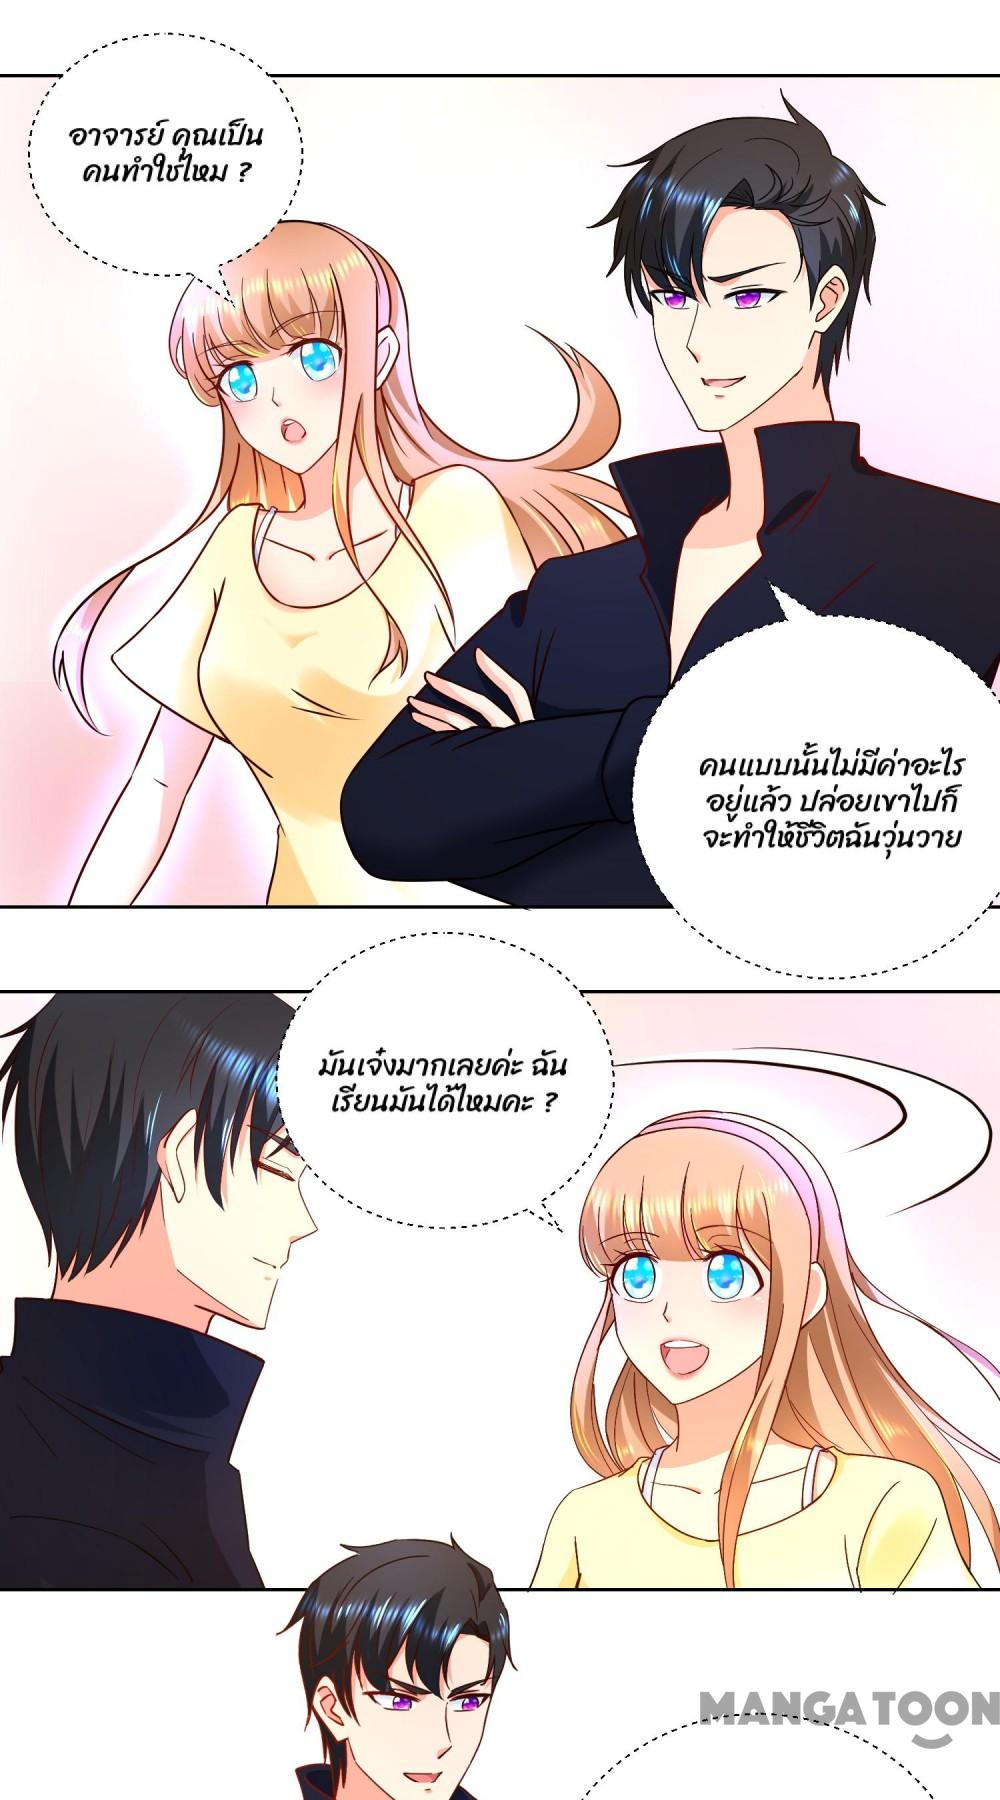 อาจารย์ คุณเป็น
คนทำใช่ไหม ?
คนแบบนั้นไม่มีค่าอะไร
อยู่แล้ว ปล่อยเขาไปก็
จะทำให้ชีวิตฉันวุ่นวาย
มันเจ๋งมากเลยค่ะ ฉัน
เรียนมันได้ไหมคะ ?
MANGATOON